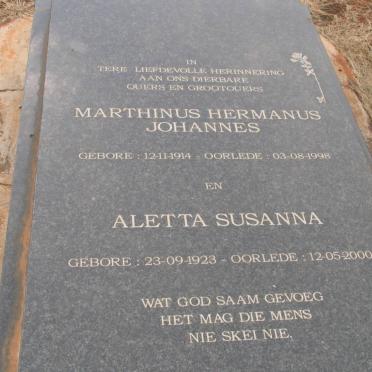 IN
TERE LIEFDEVOLLE HERINNERING
AAN ONS DIERBARE
OUERS EN GROOTOUERS
MARTHINUS HERMANUS
JOHANNES
GEBORE : 12-11-1914 - OORLEDE : 03-08-1998
EN
ALETTA SUSANNA
GEBORE : 23-09-1923 - OORLEDE : 12-05-2000
WAT GOD SAAM GEVOEG
HET MAG DIE MENS
NIE SKEI NIE.